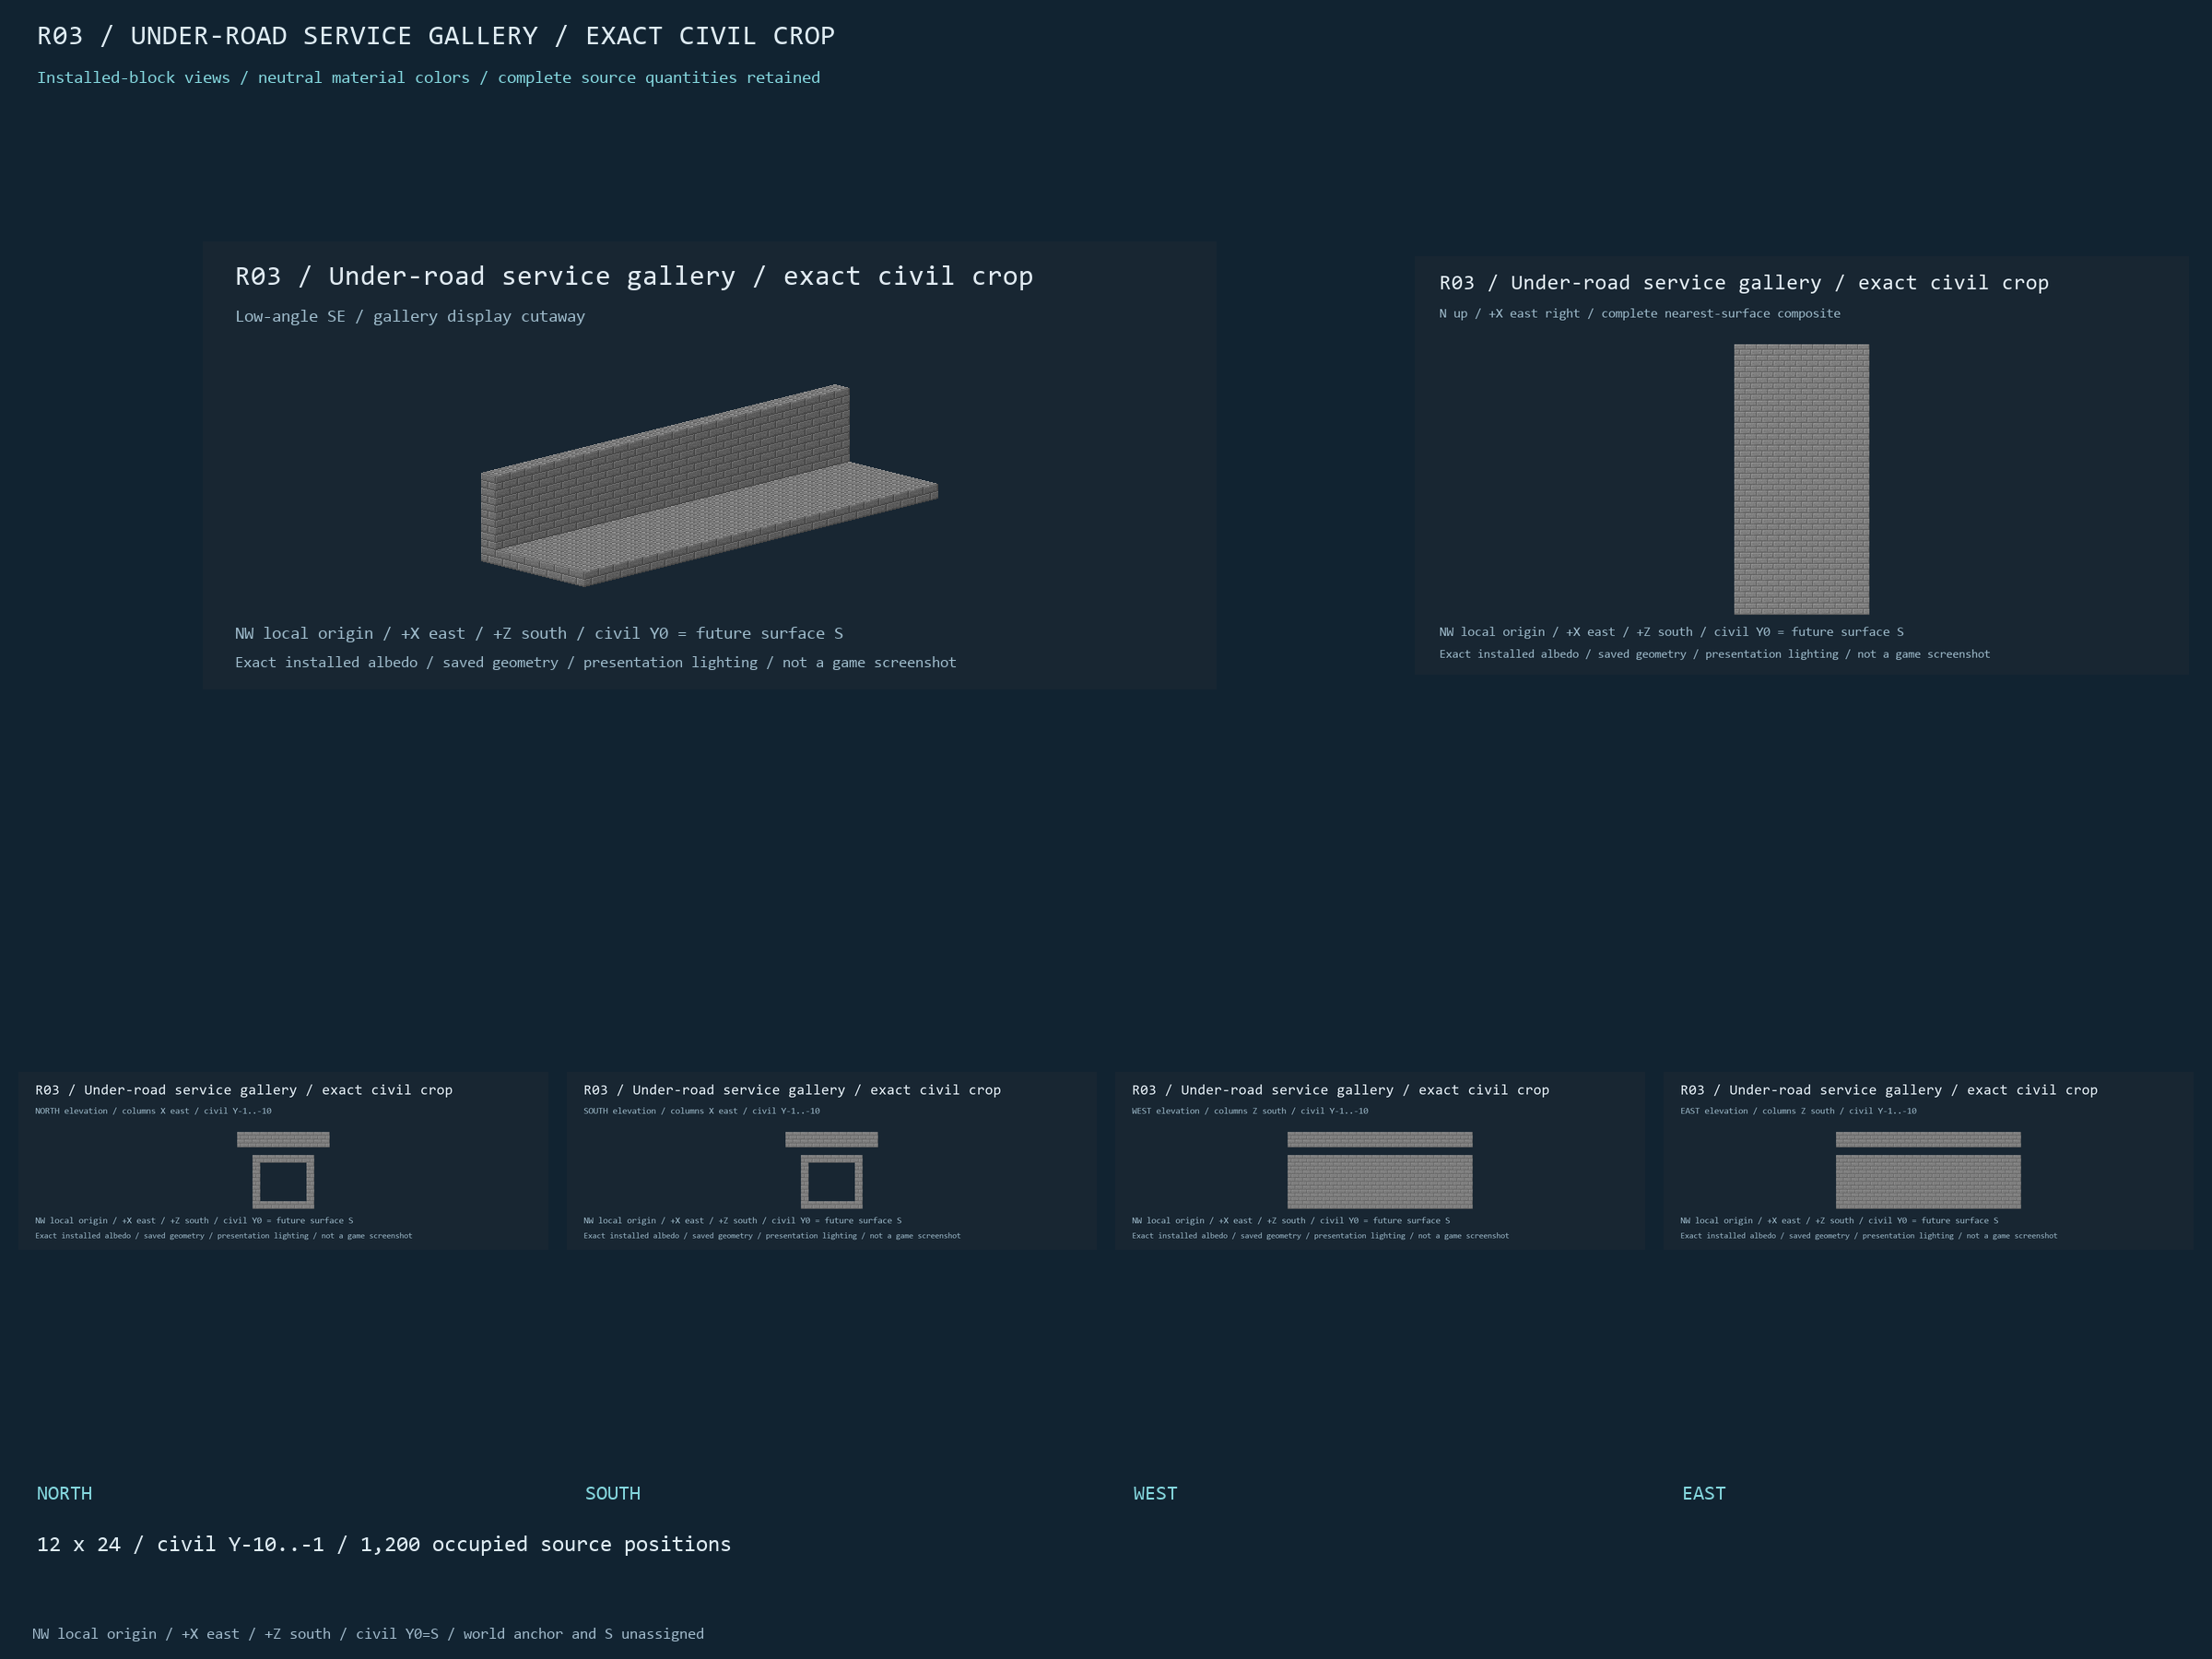 R03 / UNDER-ROAD SERVICE GALLERY / EXACT CIVIL CROP
Installed-block views / neutral material colors / complete source quantities retained
R03 / Under-road service gallery / exact civil crop
Low-angle SE / gallery display cutaway
NW local origin / +X east / +Z south / civil Y0 = future surface S
Exact installed albedo / saved geometry / presentation lighting / not a game screenshot
R03 / Under-road service gallery / exact civil crop
N up / +X east right / complete nearest-surface composite
NW local origin / +X east / +Z south / civil Y0 = future surface S
Exact installed albedo / saved geometry / presentation lighting / not a game screenshot
R03 / Under-road service gallery / exact civil crop
NORTH elevation / columns X east / civil Y-1..-10
NW local origin / +X east / +Z south / civil Y0 = future surface S
Exact installed albedo / saved geometry / presentation lighting / not a game screenshot
R03 / Under-road service gallery / exact civil crop
SOUTH elevation / columns X east / civil Y-1..-10
NW local origin / +X east / +Z south / civil Y0 = future surface S
Exact installed albedo / saved geometry / presentation lighting / not a game screenshot
R03 / Under-road service gallery / exact civil crop
WEST elevation / columns Z south / civil Y-1..-10
NW local origin / +X east / +Z south / civil Y0 = future surface S
Exact installed albedo / saved geometry / presentation lighting / not a game screenshot
R03 / Under-road service gallery / exact civil crop
EAST elevation / columns Z south / civil Y-1..-10
NW local origin / +X east / +Z south / civil Y0 = future surface S
Exact installed albedo / saved geometry / presentation lighting / not a game screenshot
NORTH
SOUTH
WEST
EAST
12 x 24 / civil Y-10..-1 / 1,200 occupied source positions
NW local origin / +X east / +Z south / civil Y0=S / world anchor and S unassigned